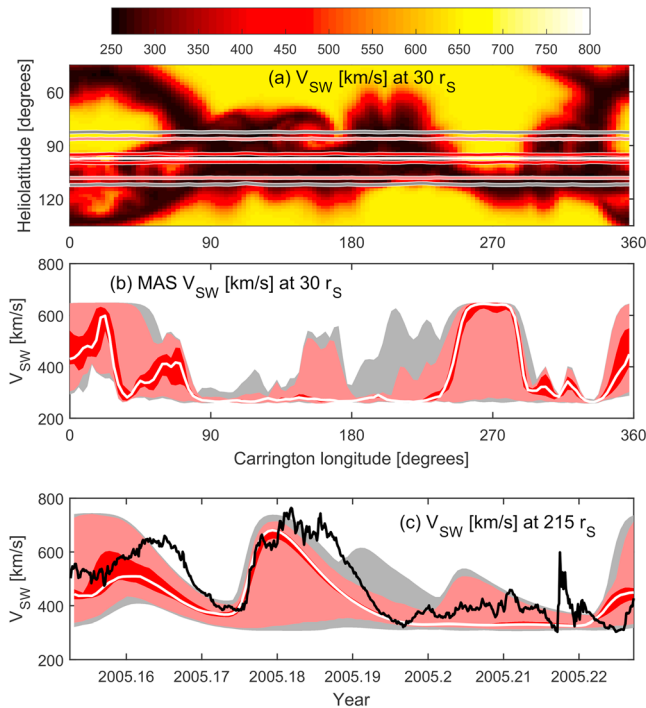 250 300 350 400 450 500 550 600 650 700 750 800
(a) V_SW [km/s] at 30 r_S
Heliolatitude [degrees]
60
90
120
0 90 180 270 360
(b) MAS V_SW [km/s] at 30 r_S
V_SW [km/s]
800
600
400
200
0 90 180 270 360
Carrington longitude [degrees]
(c) V_SW [km/s] at 215 r_S
V_SW [km/s]
800
600
400
200
2005.16 2005.17 2005.18 2005.19 2005.2 2005.21 2005.22
Year